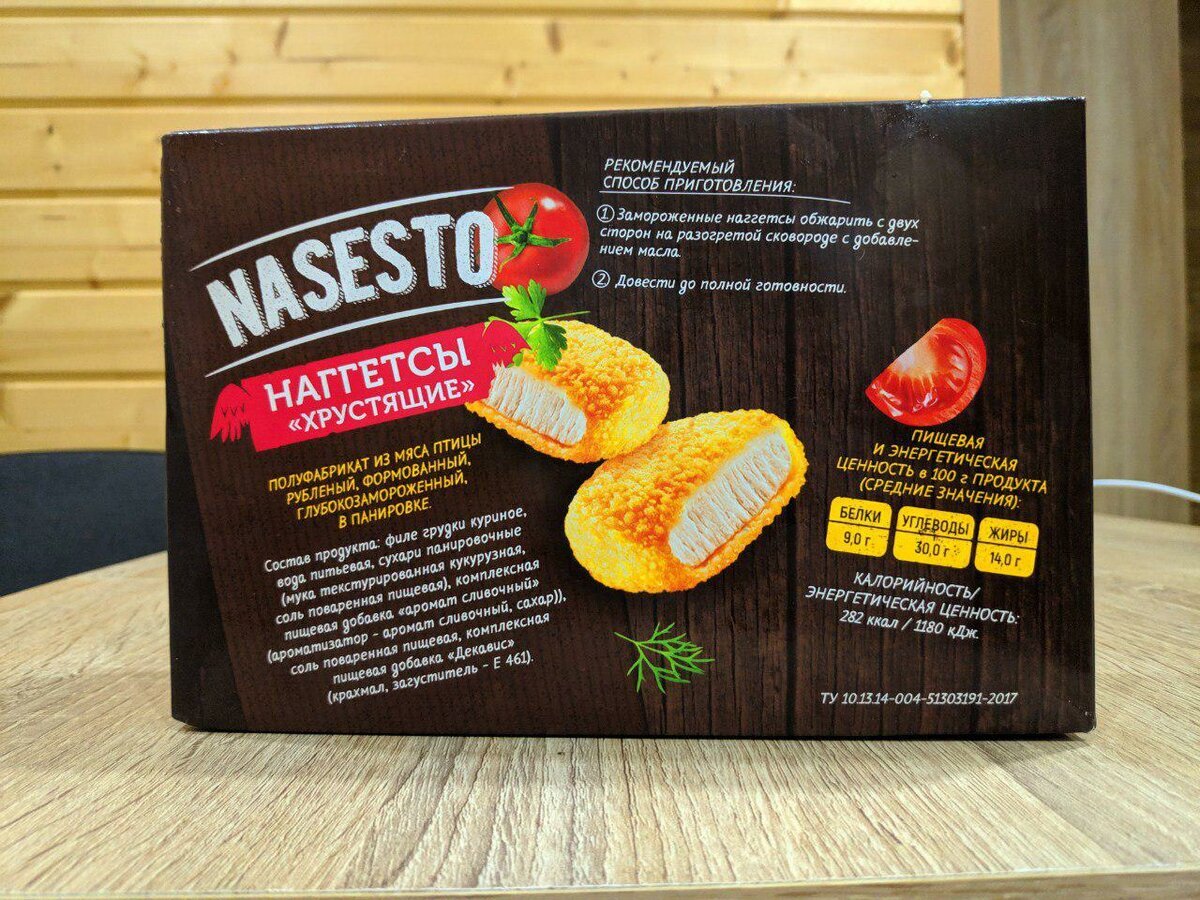 NASESTO
НАГГЕТСЫ
«ХРУСТЯЩИЕ»
ПОЛУФАБРИКАТ ИЗ МЯСА ПТИЦЫ
РУБЛЕНЫЙ, ФОРМОВАННЫЙ,
ГЛУБОКОЗАМОРОЖЕННЫЙ,
В ПАНИРОВКЕ.
Состав продукта: филе грудки куриное,
вода питьевая, сухари панировочные
(мука текстурированная кукурузная,
соль поваренная пищевая), комплексная
пищевая добавка «аромат сливочный»
(ароматизатор - аромат сливочный, сахар)),
соль поваренная пищевая, комплексная
пищевая добавка «Декавис»
(крахмал, загуститель - Е 461).
РЕКОМЕНДУЕМЫЙ
СПОСОБ ПРИГОТОВЛЕНИЯ:
1 Замороженные наггетсы обжарить с двух
сторон на разогретой сковороде с добавле-
нием масла.
2 Довести до полной готовности.
ПИЩЕВАЯ
И ЭНЕРГЕТИЧЕСКАЯ
ЦЕННОСТЬ в 100 г ПРОДУКТА
(СРЕДНИЕ ЗНАЧЕНИЯ):
БЕЛКИ УГЛЕВОДЫ ЖИРЫ
9,0 г 30,0 г 14,0 г
КАЛОРИЙНОСТЬ/
ЭНЕРГЕТИЧЕСКАЯ ЦЕННОСТЬ:
282 ккал / 1180 кДж.
ТУ 10.13.14-004-51303191-2017